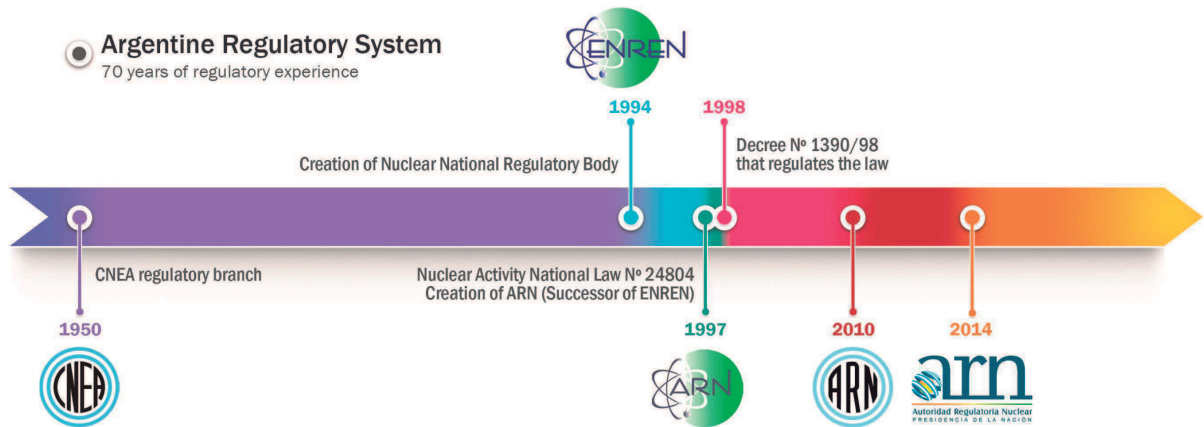 Argentine Regulatory System
70 years of regulatory experience
ENREN
1994
1998
Creation of Nuclear National Regulatory Body
Decree Nº 1390/98
that regulates the law
CNEA regulatory branch
Nuclear Activity National Law Nº 24804
Creation of ARN (Successor of ENREN)
1950
1997
2010
2014
CNEA
ARN
ARN
arn
Autoridad Regulatoria Nuclear
PRESIDENCIA DE LA NACIÓN